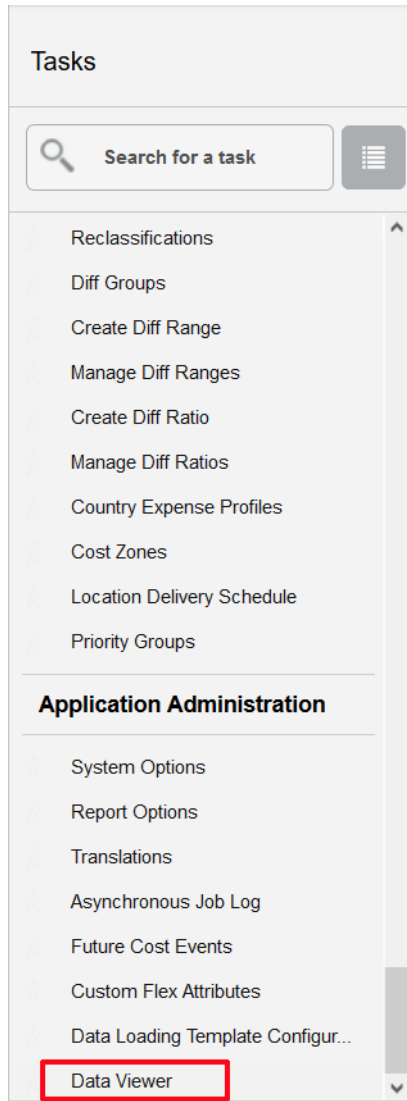 Tasks
Search for a task
Reclassifications
Diff Groups
Create Diff Range
Manage Diff Ranges
Create Diff Ratio
Manage Diff Ratios
Country Expense Profiles
Cost Zones
Location Delivery Schedule
Priority Groups
Application Administration
System Options
Report Options
Translations
Asynchronous Job Log
Future Cost Events
Custom Flex Attributes
Data Loading Template Configur...
Data Viewer